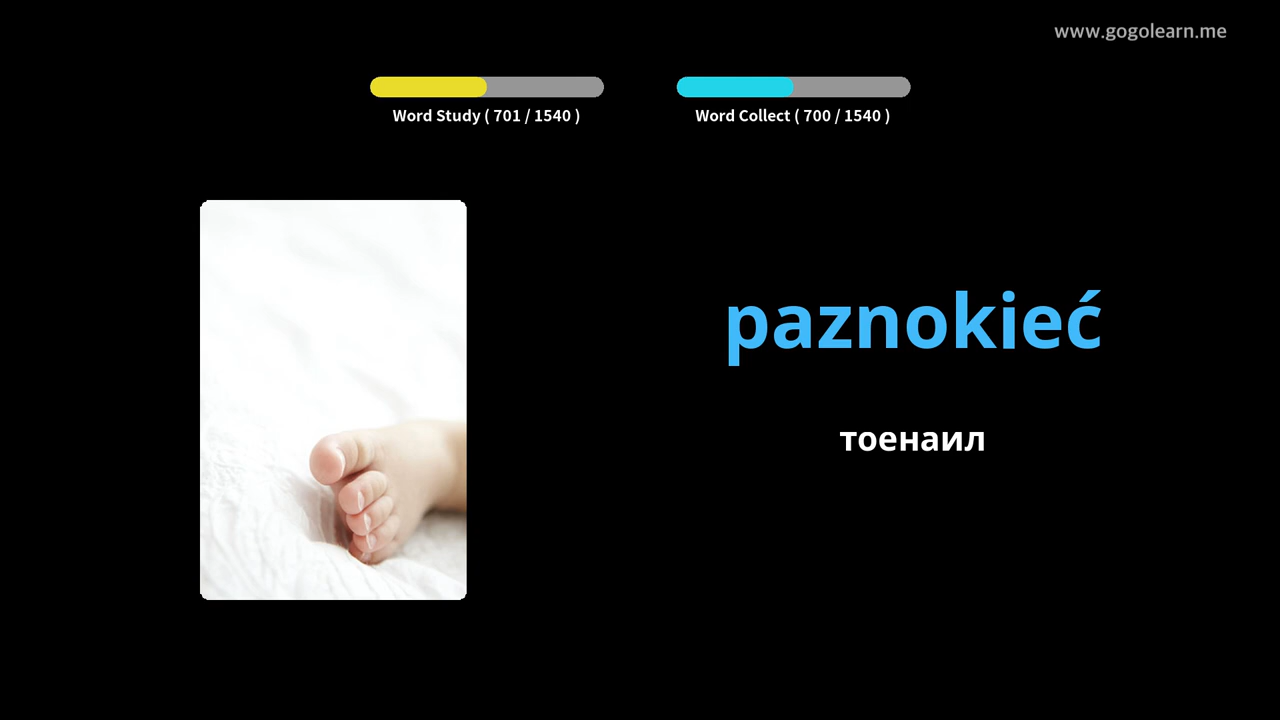 www.gogolearn.me
Word Study ( 701 / 1540 )
Word Collect ( 700 / 1540 )
paznokieć
тоенаил